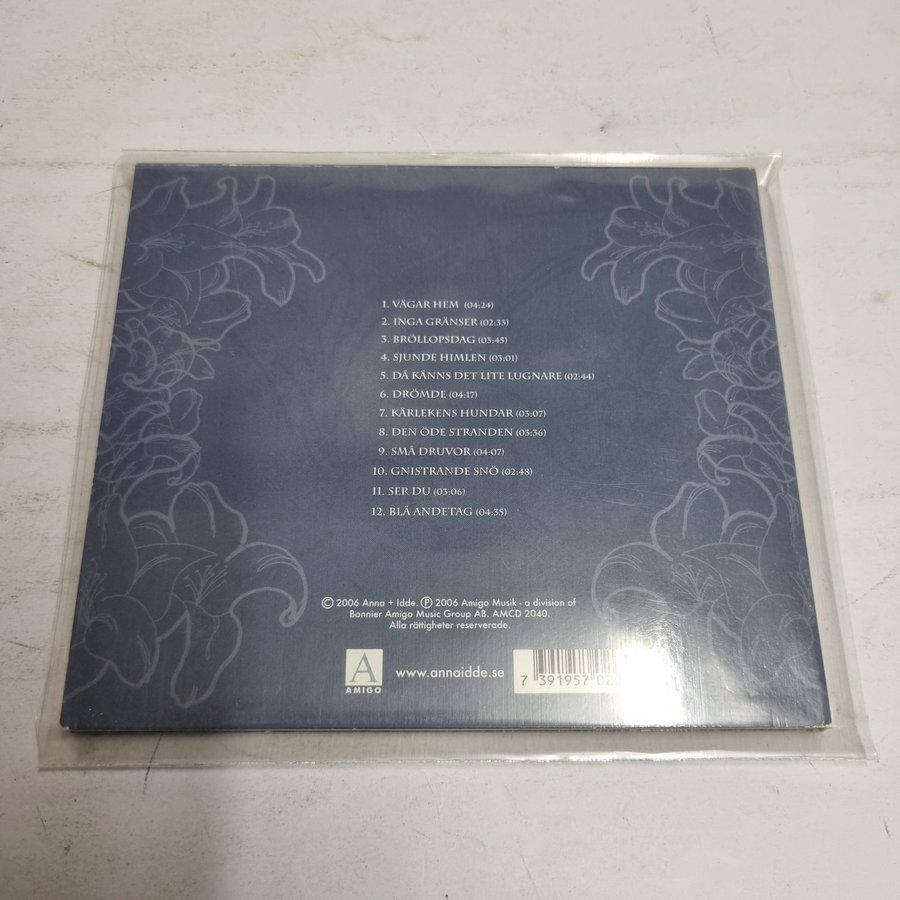 1. VÄGAR HEM (04:24)
2. INGA GRÄNSER (02:33)
3. BRÖLLOPSDAG (03:45)
4. SJUNDE HIMLEN (03:01)
5. DÅ KÄNNS DET LITE LUGNARE (02:44)
6. DRÖMDE (04:17)
7. KÄRLEKENS HUNDAR (03:07)
8. DEN ÖDE STRANDEN (03:36)
9. SMÅ DRUVOR (04:07)
10. GNISTRANDE SNÖ (02:48)
11. SER DU (03:06)
12. BLÅ ANDETAG (04:35)
© 2006 Anna + Idde. ℗ 2006 Amigo Musik - a division of
Bonnier Amigo Music Group AB. AMCD 2040.
Alla rättigheter reserverade.
A
AMIGO
www.annaidde.se
7 391957